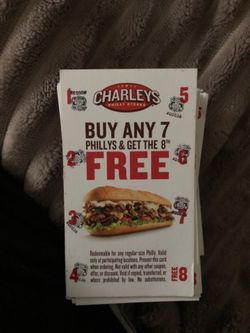 1
5
CHARLEYS
PHILLY STEAKS
BUY ANY 7
PHILLYS & GET THE 8TH
2
6
FREE
3
7
4
FREE 8
Redeemable for any regular-size Philly. Valid
only at participating locations. Present this card
when ordering. Not valid with any other coupon,
offer, or discount. Void if copied, transferred, or
where prohibited by law. No substitutions.